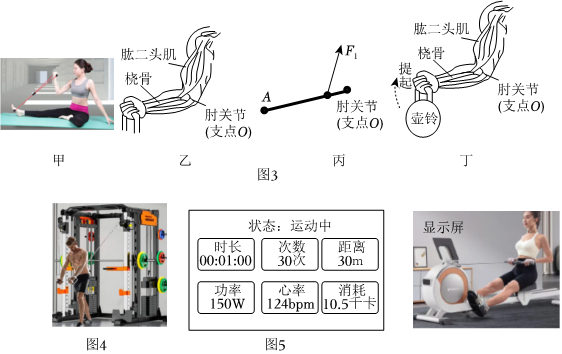 肱二头肌
桡骨
肘关节
(支点O)
A
F₁
肘关节
(支点O)
肱二头肌
桡骨
提起
肘关节
(支点O)
壶铃
甲
乙
丙
丁
图3
状态：运动中
时长
00:01:00
次数
30次
距离
30m
功率
150W
心率
124bpm
消耗
10.5千卡
显示屏
图4
图5